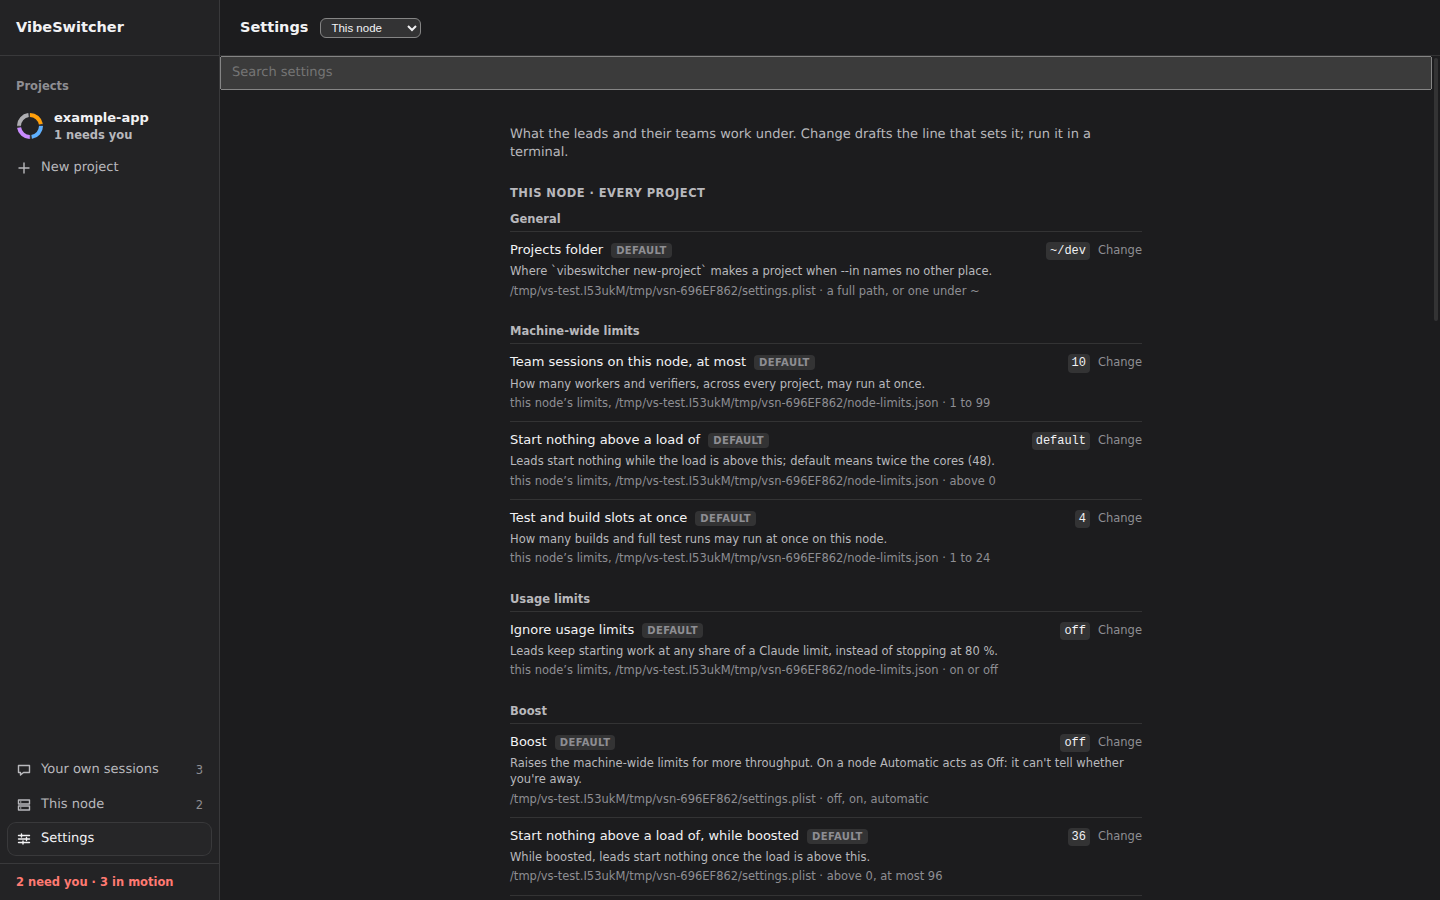 VibeSwitcher
Settings
This node
Search settings
Projects
example-app
1 needs you
New project
What the leads and their teams work under. Change drafts the line that sets it; run it in a
terminal.
THIS NODE · EVERY PROJECT
General
Projects folder DEFAULT ~/dev Change
Where `vibeswitcher new-project` makes a project when --in names no other place.
/tmp/vs-test.I53ukM/tmp/vsn-696EF862/settings.plist · a full path, or one under ~
Machine-wide limits
Team sessions on this node, at most DEFAULT 10 Change
How many workers and verifiers, across every project, may run at once.
this node’s limits, /tmp/vs-test.I53ukM/tmp/vsn-696EF862/node-limits.json · 1 to 99
Start nothing above a load of DEFAULT default Change
Leads start nothing while the load is above this; default means twice the cores (48).
this node’s limits, /tmp/vs-test.I53ukM/tmp/vsn-696EF862/node-limits.json · above 0
Test and build slots at once DEFAULT 4 Change
How many builds and full test runs may run at once on this node.
this node’s limits, /tmp/vs-test.I53ukM/tmp/vsn-696EF862/node-limits.json · 1 to 24
Usage limits
Ignore usage limits DEFAULT off Change
Leads keep starting work at any share of a Claude limit, instead of stopping at 80 %.
this node’s limits, /tmp/vs-test.I53ukM/tmp/vsn-696EF862/node-limits.json · on or off
Boost
Boost DEFAULT off Change
Raises the machine-wide limits for more throughput. On a node Automatic acts as Off: it can't tell whether
you're away.
/tmp/vs-test.I53ukM/tmp/vsn-696EF862/settings.plist · off, on, automatic
Start nothing above a load of, while boosted DEFAULT 36 Change
While boosted, leads start nothing once the load is above this.
/tmp/vs-test.I53ukM/tmp/vsn-696EF862/settings.plist · above 0, at most 96
Your own sessions 3
This node 2
Settings
2 need you · 3 in motion